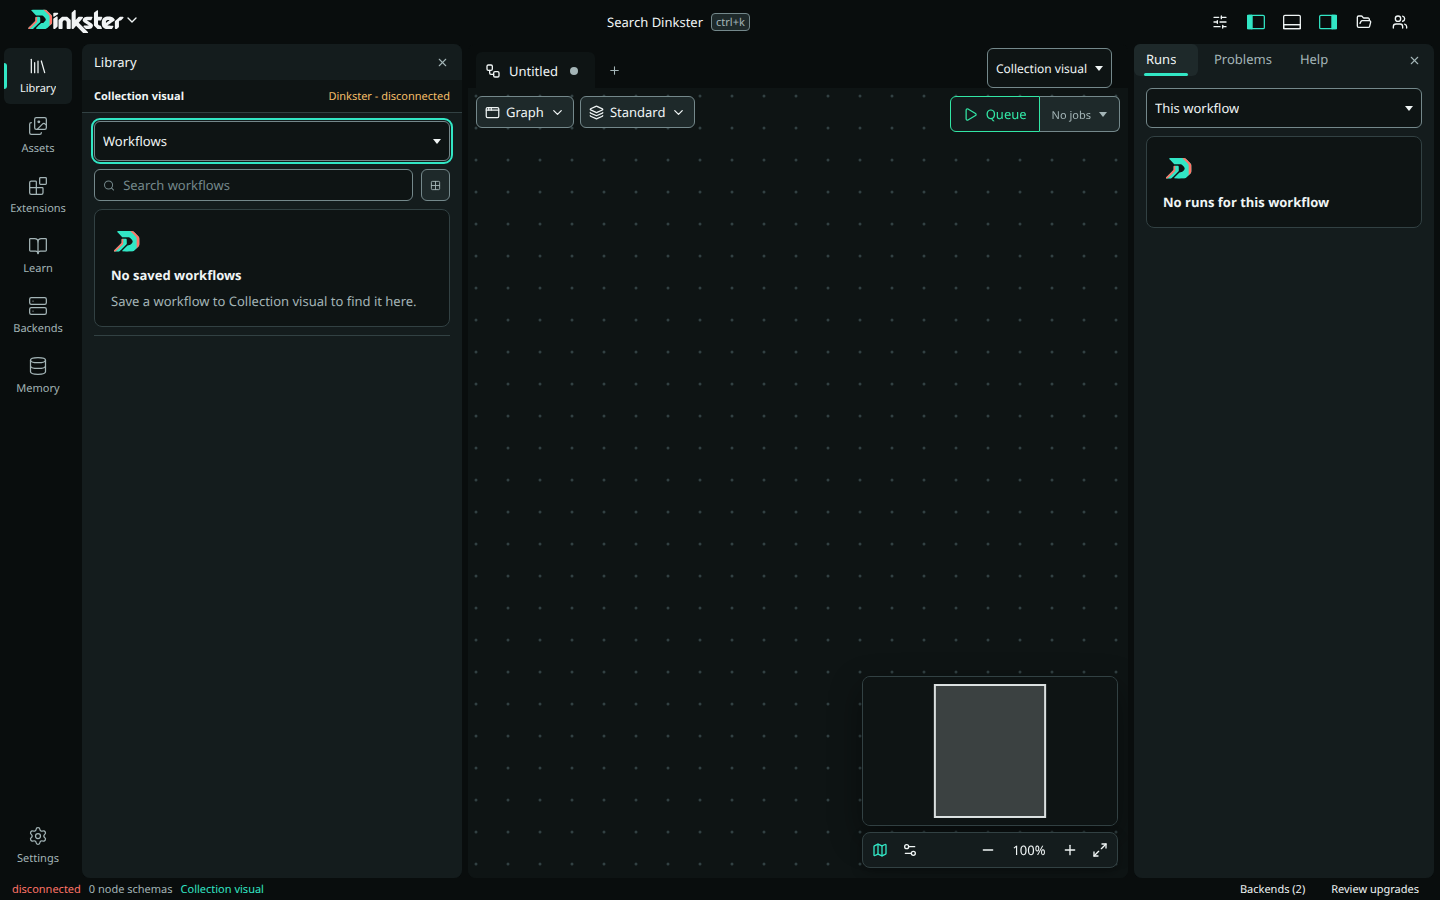 Dinkster
Search Dinkster ctrl+k
Library
Assets
Extensions
Learn
Backends
Memory
Settings
Library
Collection visual Dinkster - disconnected
Workflows
Search workflows
No saved workflows
Save a workflow to Collection visual to find it here.
Untitled
Collection visual
Graph
Standard
Queue
No jobs
100%
Runs Problems Help
This workflow
No runs for this workflow
disconnected 0 node schemas Collection visual
Backends (2) Review upgrades